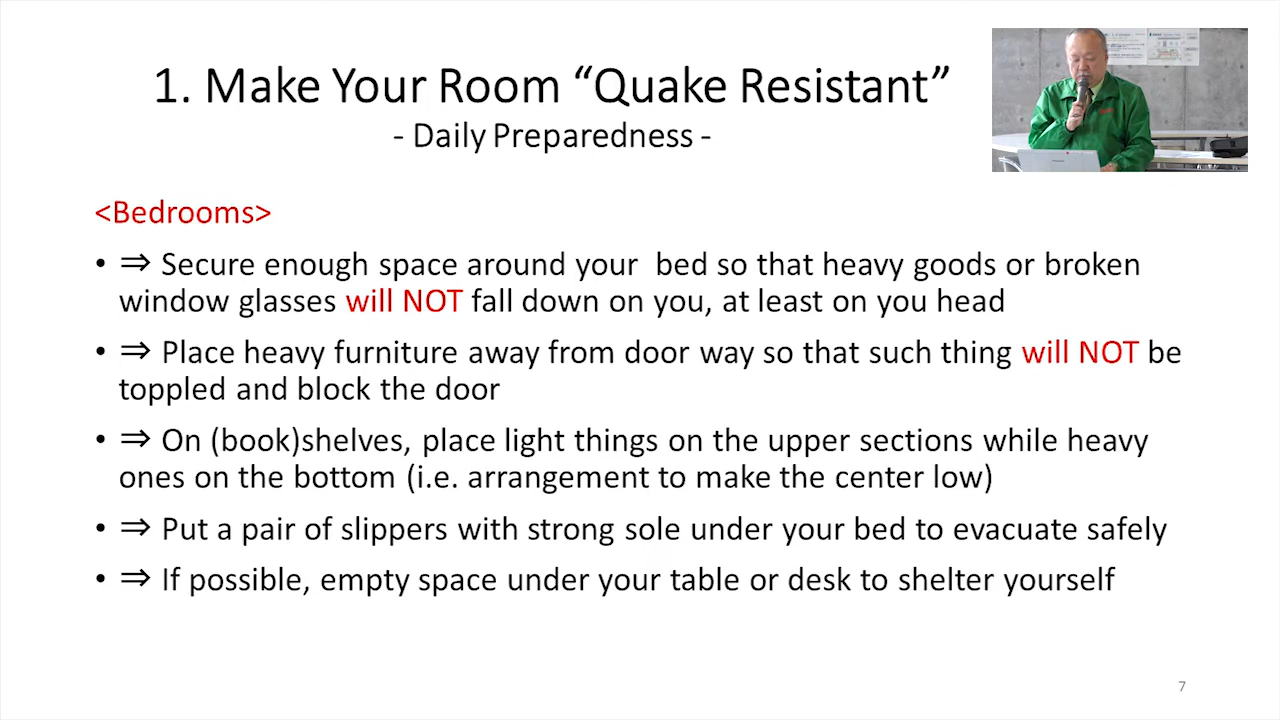 1. Make Your Room “Quake Resistant”
- Daily Preparedness -
<Bedrooms>
• ⇒ Secure enough space around your  bed so that heavy goods or broken
window glasses will NOT fall down on you, at least on you head
• ⇒ Place heavy furniture away from door way so that such thing will NOT be
toppled and block the door
• ⇒ On (book)shelves, place light things on the upper sections while heavy
ones on the bottom (i.e. arrangement to make the center low)
• ⇒ Put a pair of slippers with strong sole under your bed to evacuate safely
• ⇒ If possible, empty space under your table or desk to shelter yourself
7